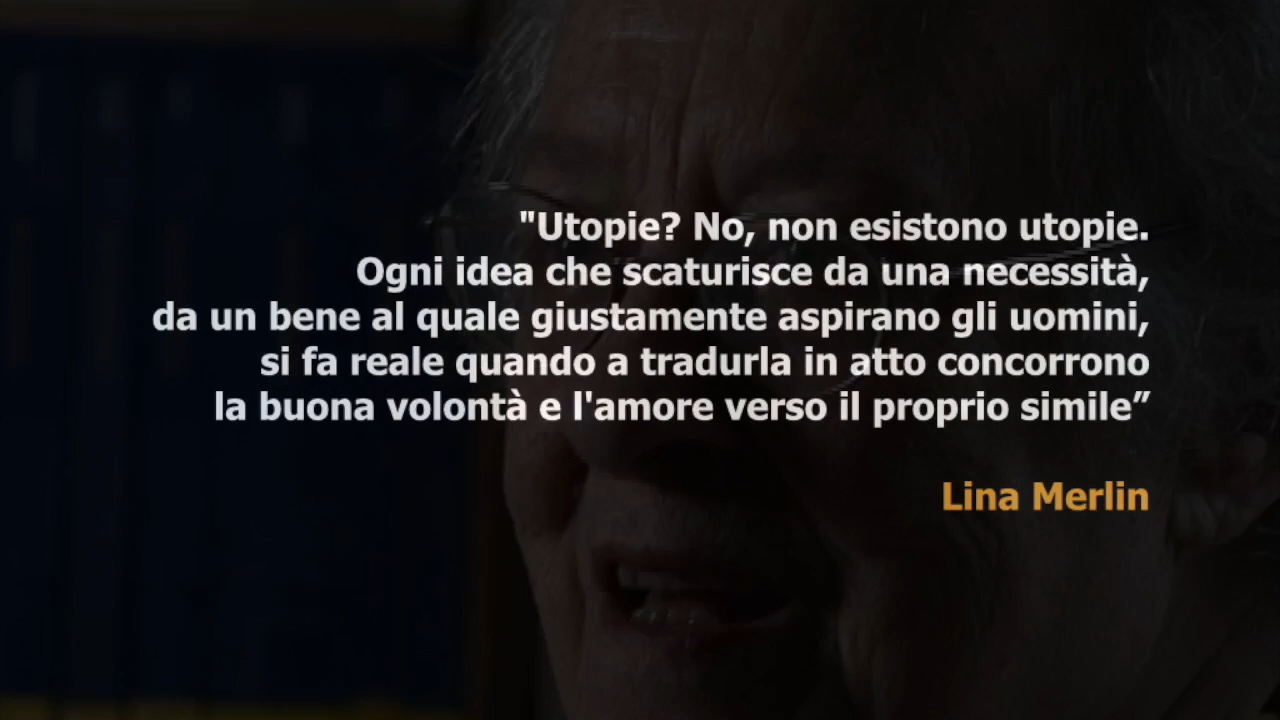 "Utopie? No, non esistono utopie.
Ogni idea che scaturisce da una necessità,
da un bene al quale giustamente aspirano gli uomini,
si fa reale quando a tradurla in atto concorrono
la buona volontà e l'amore verso il proprio simile”
Lina Merlin